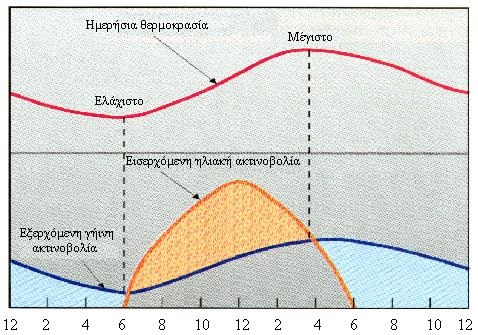 Ημερήσια θερμοκρασία
Μέγιστο
Ελάχιστο
Εισερχόμενη ηλιακή ακτινοβολία
Εξερχόμενη γήινη
ακτινοβολία
12 2 4 6 8 10 12 2 4 6 8 10 12